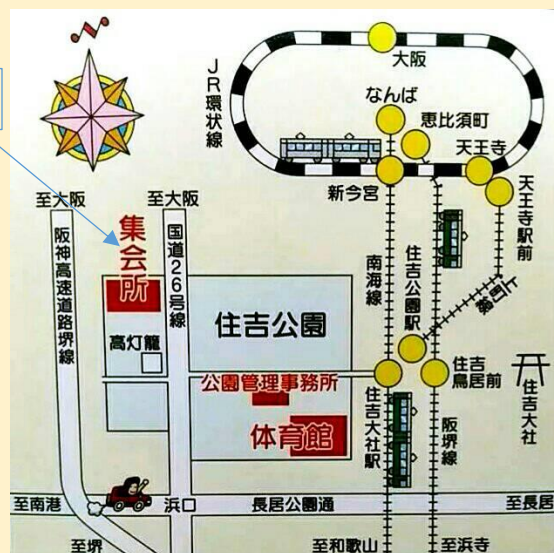 大阪
なんば
恵比須町
天王寺
JR環状線
新今宮
天王寺駅前
至大阪
至大阪
集会所
国道26号線
阪神高速道路堺線
南海線
住吉公園駅
上町線
住吉公園
高灯籠
公園管理事務所
体育館
住吉大社駅
住吉鳥居前
阪堺線
住吉大社
至南港
浜口
長居公園通
至長居
至堺
至和歌山
至浜寺